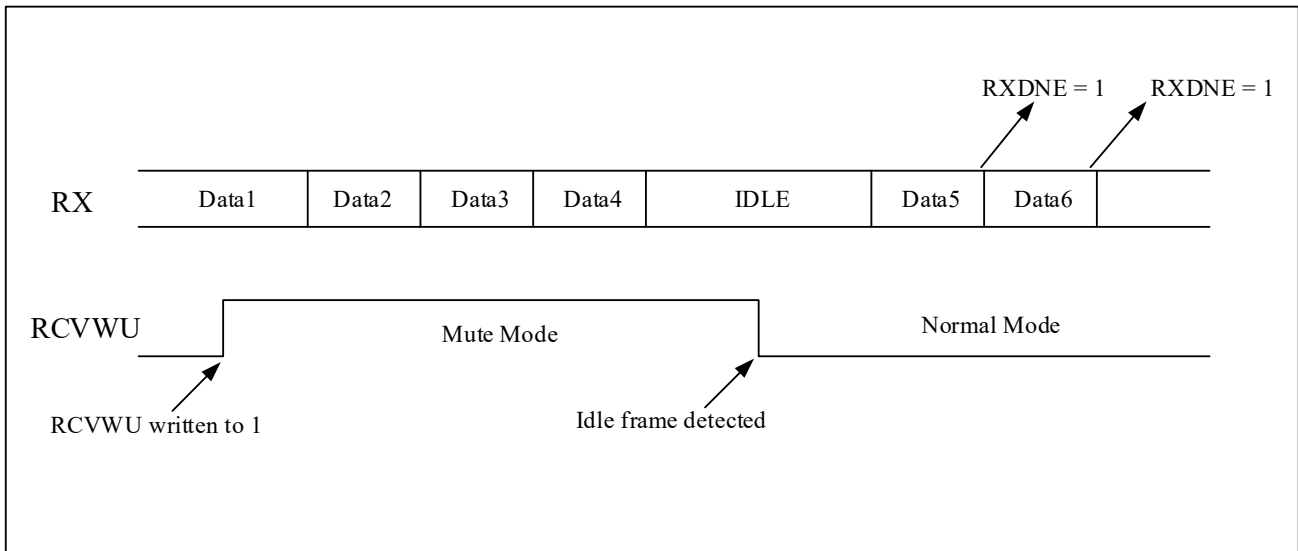 RXDNE = 1 RXDNE = 1
RX Data1 Data2 Data3 Data4 IDLE Data5 Data6
RCVWU Mute Mode Normal Mode
RCVWU written to 1 Idle frame detected